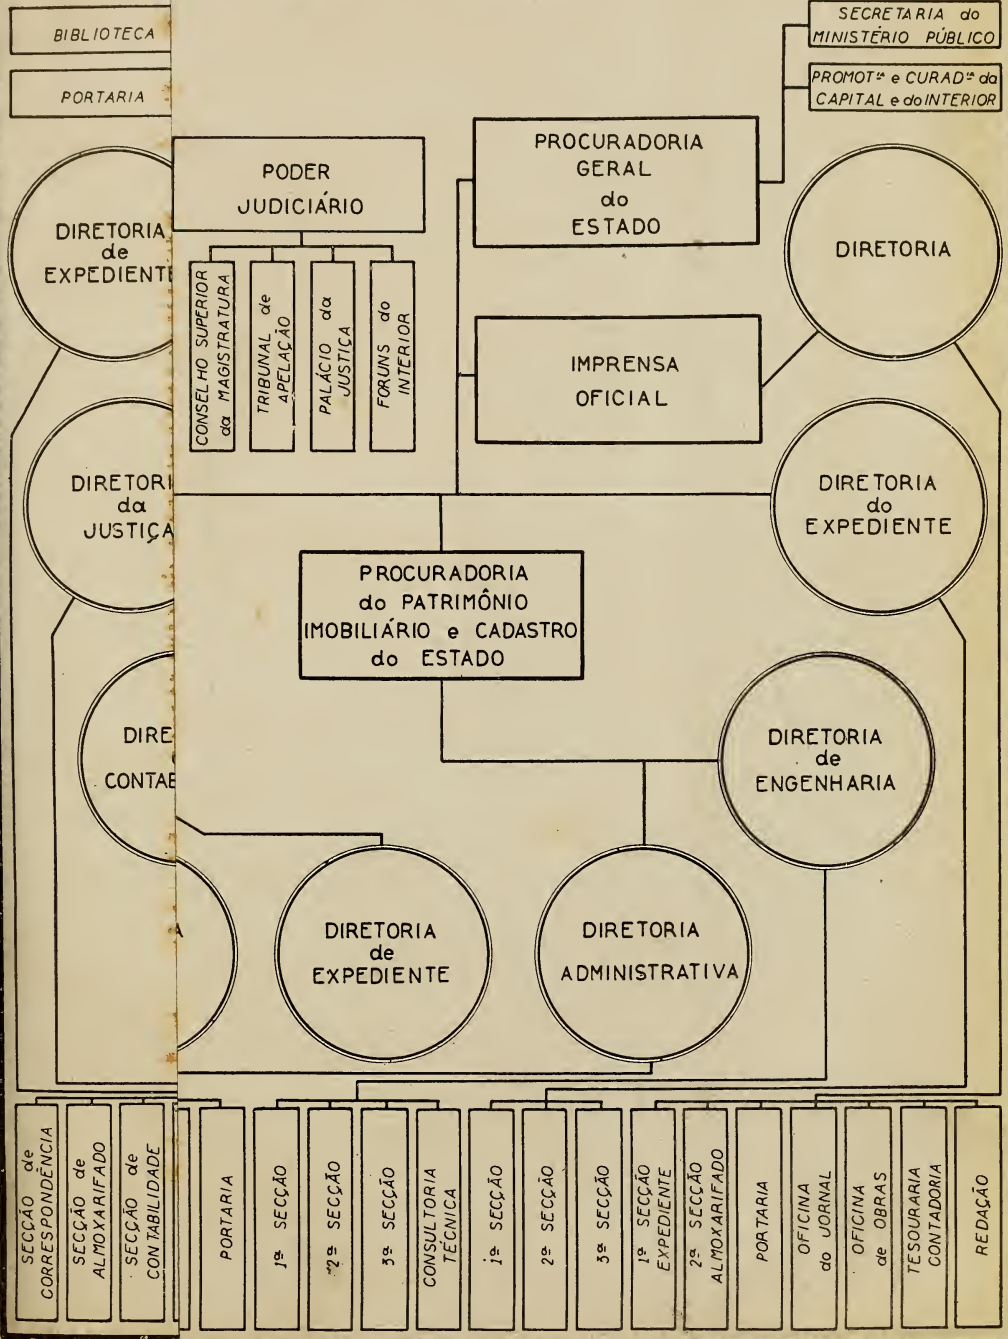 BIBLIOTECA
PORTARIA
SECRETARIA do
MINISTÉRIO PÚBLICO
PROMOTᶦᵃˢ e CURADᶦᵃˢ da
CAPITAL e do INTERIOR
PODER
JUDICIÁRIO
PROCURADORIA
GERAL
do
ESTADO
DIRETORIA
de
EXPEDIENTE
DIRETORIA
CONSELHO SUPERIOR
da MAGISTRATURA
TRIBUNAL de
APELAÇÃO
PALÁCIO da
JUSTIÇA
FORUNS do
INTERIOR
IMPRENSA
OFICIAL
DIRETORI
da
JUSTIÇA
DIRETORIA
do
EXPEDIENTE
PROCURADORIA
do PATRIMÔNIO
IMOBILIÁRIO e CADASTRO
do ESTADO
DIRE
CONTAB
DIRETORIA
de
ENGENHARIA
A
DIRETORIA
de
EXPEDIENTE
DIRETORIA
ADMINISTRATIVA
SECÇÃO de
CORRESPONDÊNCIA
SECÇÃO de
ALMOXARIFADO
SECÇÃO de
CONTABILIDADE
PORTARIA
1ª SECÇÃO
2ª SECÇÃO
3ª SECÇÃO
CONSULTORIA
TÉCNICA
1ª SECÇÃO
2ª SECÇÃO
3ª SECÇÃO
1ª SECÇÃO
EXPEDIENTE
2ª SECÇÃO
ALMOXARIFADO
PORTARIA
OFICINA
do JORNAL
OFICINA
de OBRAS
TESOURARIA
CONTADORIA
REDAÇÃO